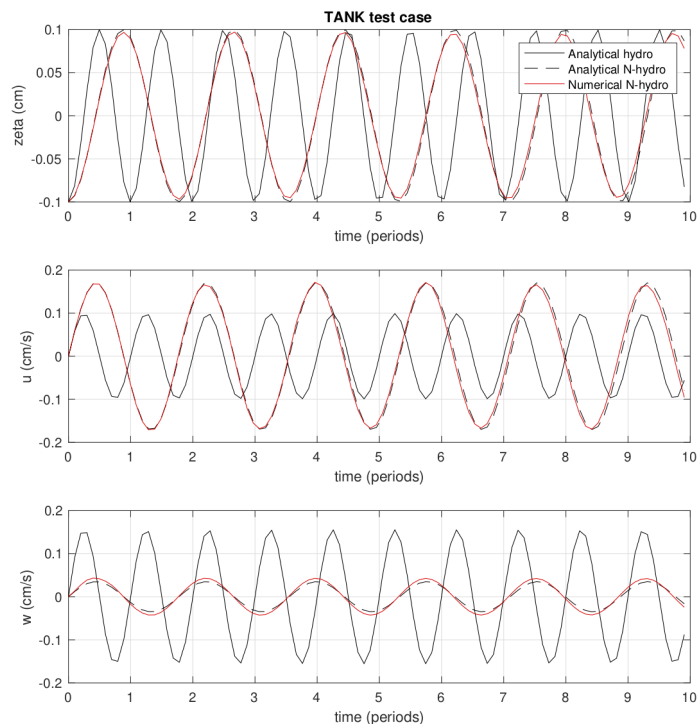 TANK test case
0.1
0.05
0
-0.05
-0.1
zeta (cm)
Analytical hydro
Analytical N-hydro
Numerical N-hydro
0 1 2 3 4 5 6 7 8 9 10
time (periods)
0.2
0.1
0
-0.1
-0.2
u (cm/s)
0 1 2 3 4 5 6 7 8 9 10
time (periods)
0.2
0.1
0
-0.1
-0.2
w (cm/s)
0 1 2 3 4 5 6 7 8 9 10
time (periods)